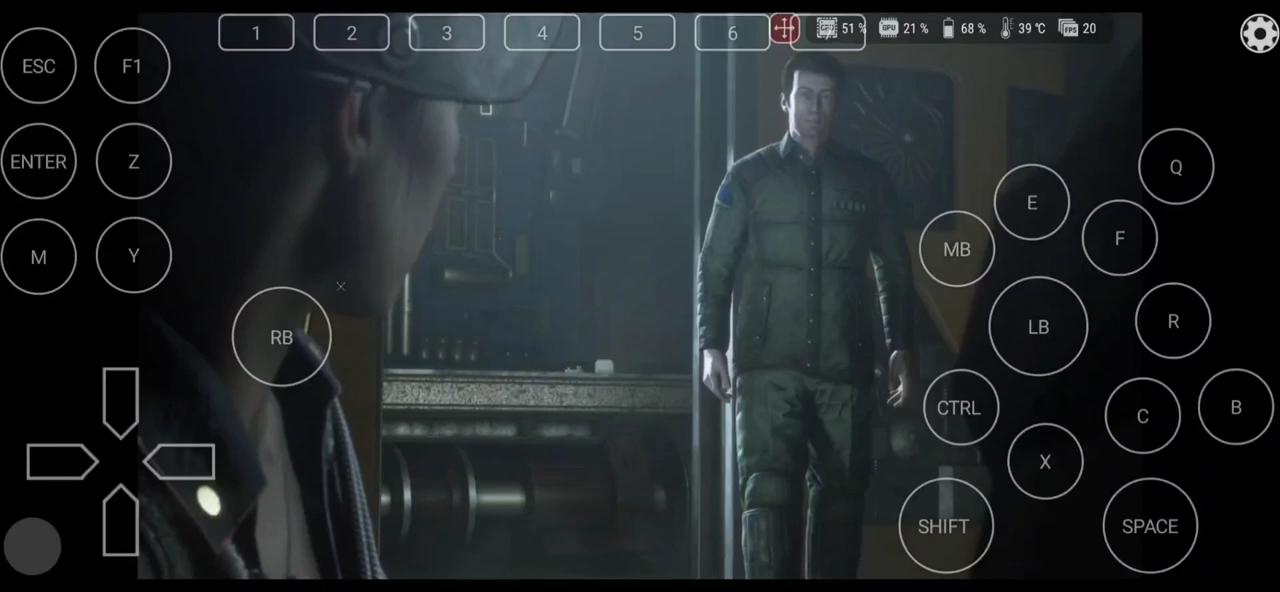 1 2 3 4 5 6 CPU 51 % GPU 21 % 68 % 39 ℃ FPS 20
ESC F1
ENTER Z Q
E
M Y MB F
RB LB R
CTRL C B
X
SHIFT SPACE